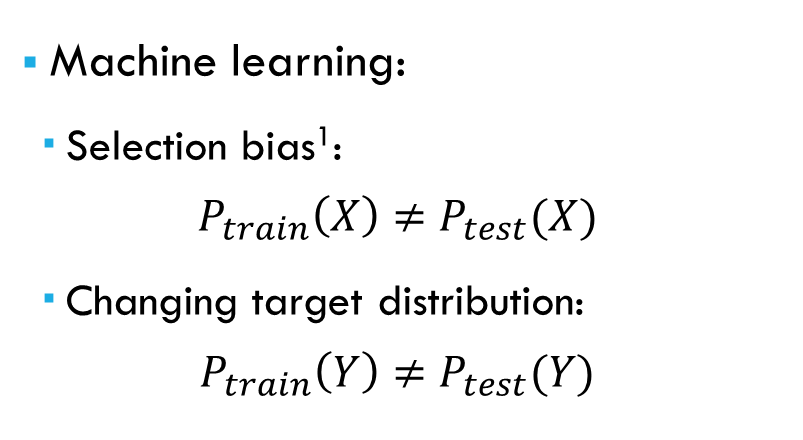 ▪ Machine learning:
▪ Selection bias¹:
P_train(X) ≠ P_test(X)
▪ Changing target distribution:
P_train(Y) ≠ P_test(Y)